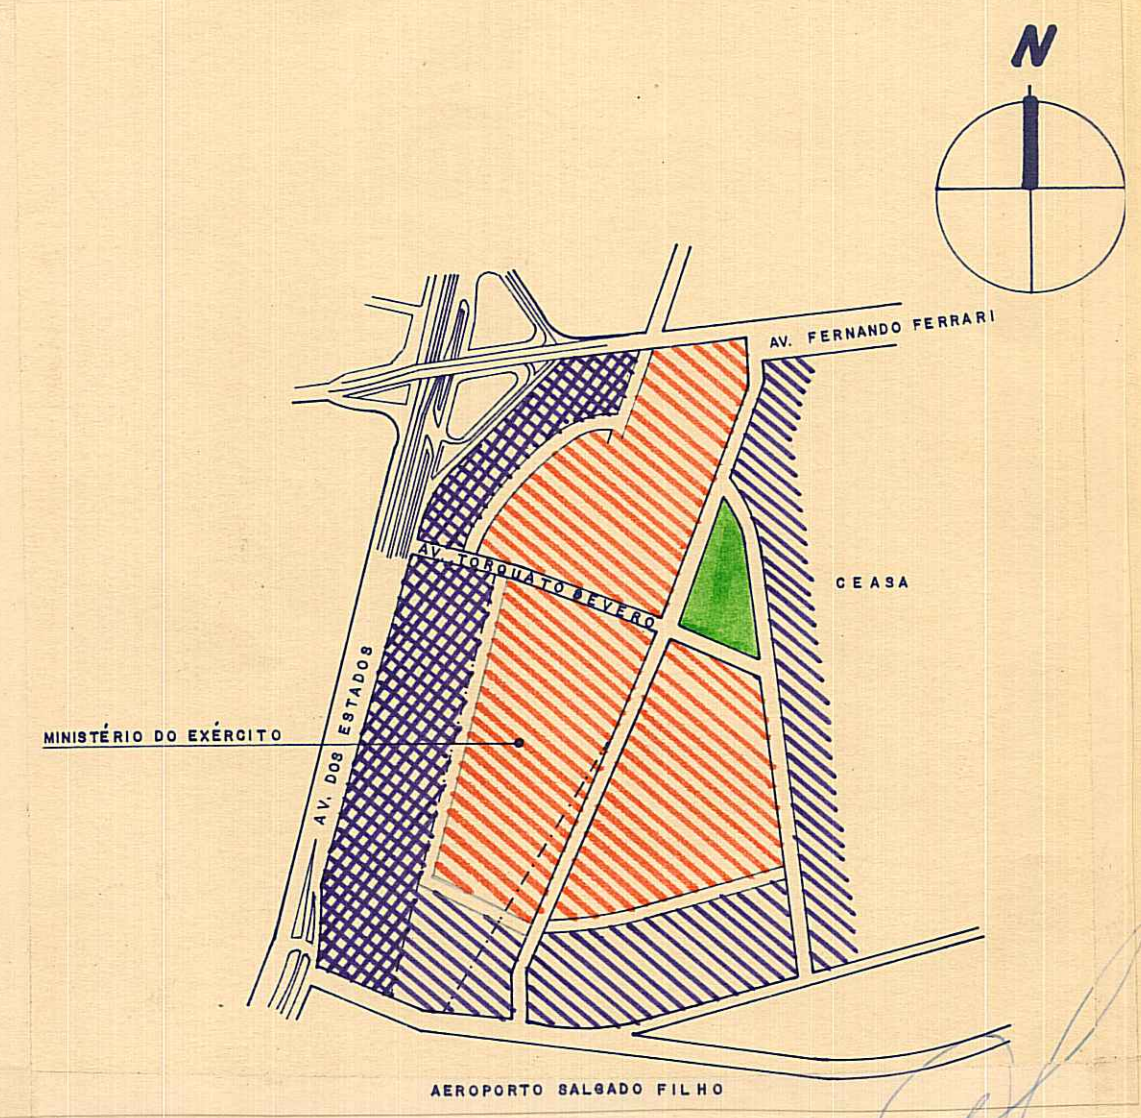 N
AV. FERNANDO FERRARI
AV. TORQUATO SEVERO
CEASA
AV. DOS ESTADOS
MINISTÉRIO DO EXÉRCITO
AEROPORTO SALGADO FILHO